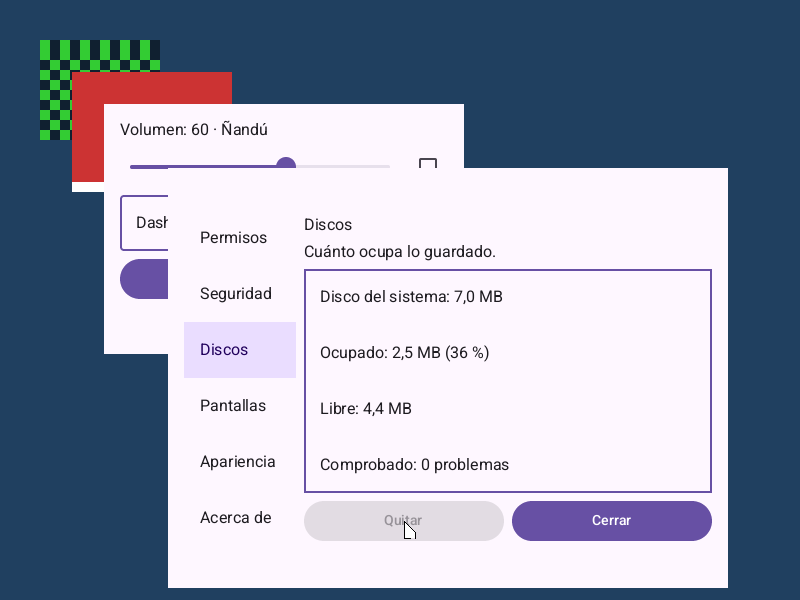 Volumen: 60 · Ñandú
Dash
Permisos
Seguridad
Discos
Pantallas
Apariencia
Acerca de
Discos
Cuánto ocupa lo guardado.
Disco del sistema: 7,0 MB
Ocupado: 2,5 MB (36 %)
Libre: 4,4 MB
Comprobado: 0 problemas
Quitar
Cerrar